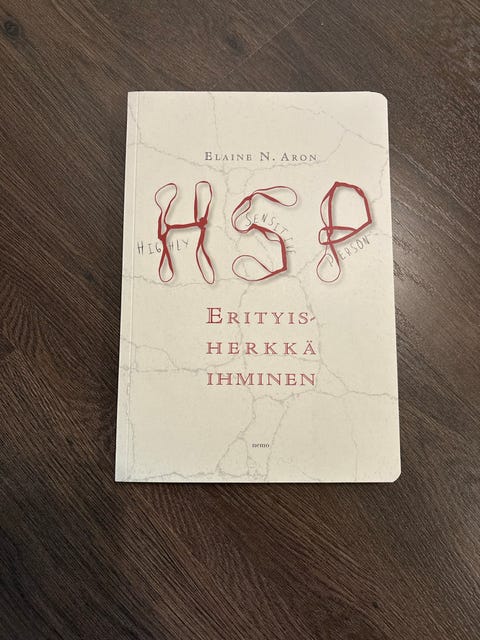 ELAINE N. ARON
HSP
HIGHLY SENSITIVE PERSON
ERITYIS-
HERKKÄ
IHMINEN
nemo